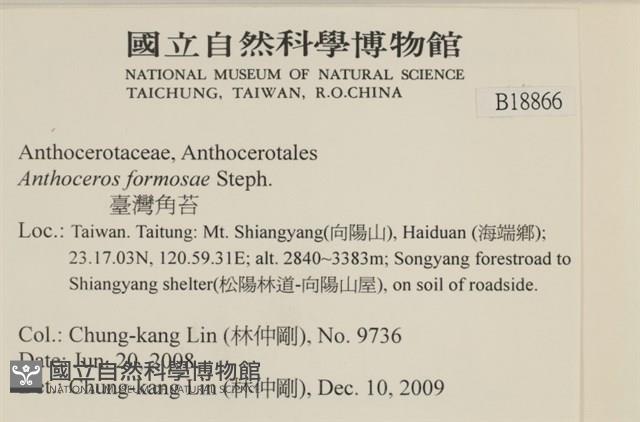 國立自然科學博物館
NATIONAL MUSEUM OF NATURAL SCIENCE
TAICHUNG, TAIWAN, R.O.CHINA
B18866
Anthocerotaceae, Anthocerotales
Anthoceros formosae Steph.
臺灣角苔
Loc.: Taiwan. Taitung: Mt. Shiangyang(向陽山), Haiduan (海端鄉);
23.17.03N, 120.59.31E; alt. 2840~3383m; Songyang forestroad to
Shiangyang shelter(松陽林道-向陽山屋), on soil of roadside.
Col.: Chung-kang Lin (林仲剛), No. 9736
Date: Jun. 20, 2008
國立自然科學博物館
NATIONAL MUSEUM OF NATURAL SCIENCE
Chung-kang Lin (林仲剛), Dec. 10, 2009